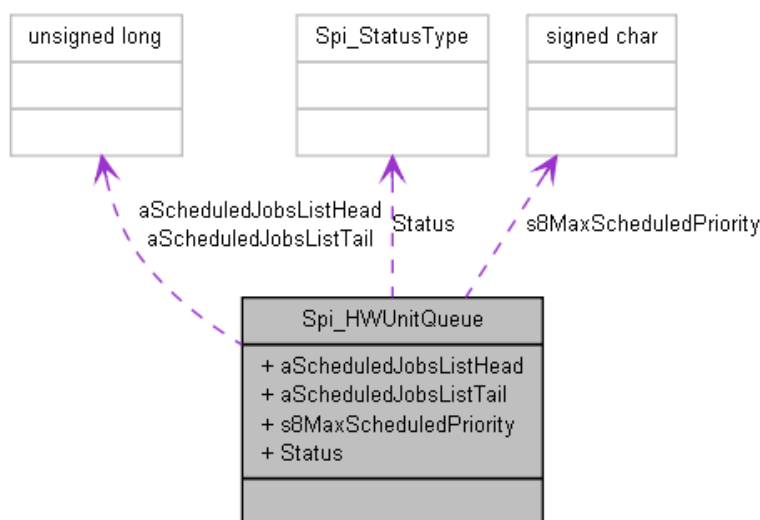 unsigned long
Spi_StatusType
signed char
aScheduledJobsListHead
aScheduledJobsListTail
Status
s8MaxScheduledPriority
Spi_HWUnitQueue
+ aScheduledJobsListHead
+ aScheduledJobsListTail
+ s8MaxScheduledPriority
+ Status